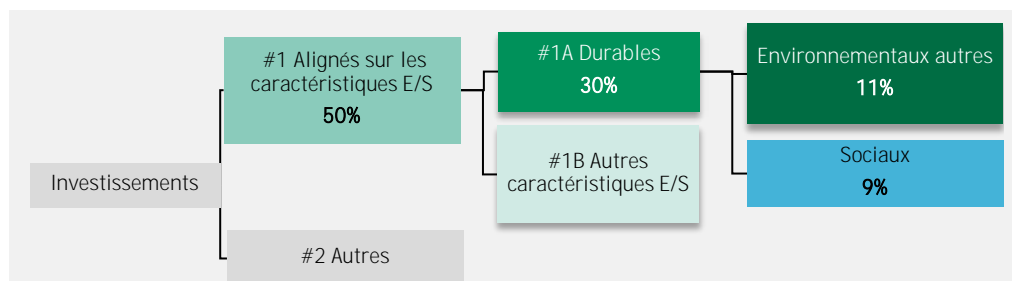 #1 Alignés sur les
caractéristiques E/S
50%
#1A Durables
30%
Environnementaux autres
11%
#1B Autres
caractéristiques E/S
Sociaux
9%
Investissements
#2 Autres